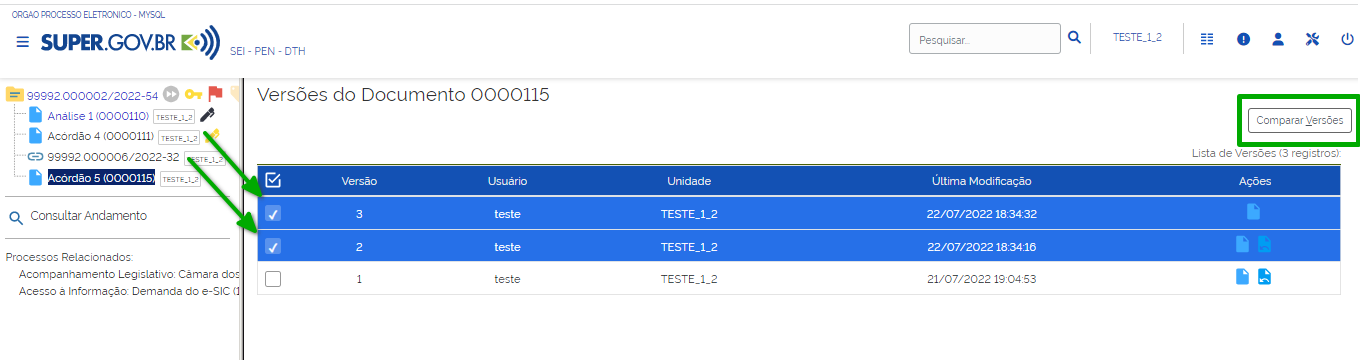 ORGAO PROCESSO ELETRONICO - MYSQL
SUPER.GOV.BR
SEI - PEN - DTH
Pesquisar...
TESTE_1_2
99992.000002/2022-54
Análise 1 (0000110) TESTE_1_2
Acórdão 4 (0000111) TESTE_1_2
99992.000006/2022-32 TESTE_1_2
Acórdão 5 (0000115) TESTE_1_2
Consultar Andamento
Processos Relacionados:
Acompanhamento Legislativo: Câmara dos
Acesso à Informação: Demanda do e-SIC (1
Versões do Documento 0000115
Comparar Versões
Lista de Versões (3 registros):
Versão Usuário Unidade Última Modificação Ações
3 teste TESTE_1_2 22/07/2022 18:34:32
2 teste TESTE_1_2 22/07/2022 18:34:16
1 teste TESTE_1_2 21/07/2022 19:04:53